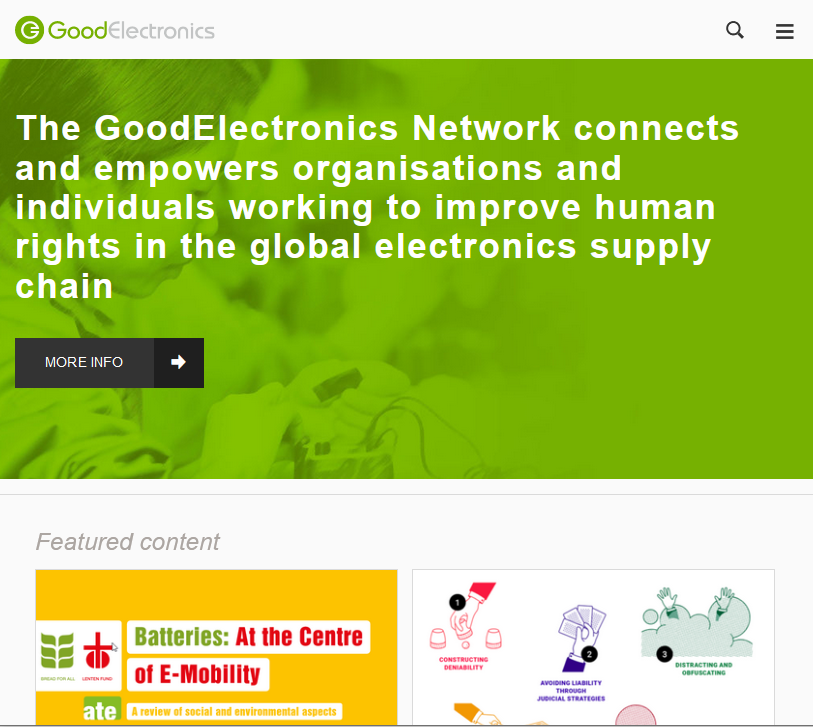 GoodElectronics
The GoodElectronics Network connects
and empowers organisations and
individuals working to improve human
rights in the global electronics supply
chain
MORE INFO
Featured content
BREAD FOR ALL
LENTEN FUND
Batteries: At the Centre
of E-Mobility
ate
A review of social and environmental aspects
1
CONSTRUCTING
DENIABILITY
2
AVOIDING LIABILITY
THROUGH
JUDICIAL STRATEGIES
3
DISTRACTING AND
OBFUSCATING